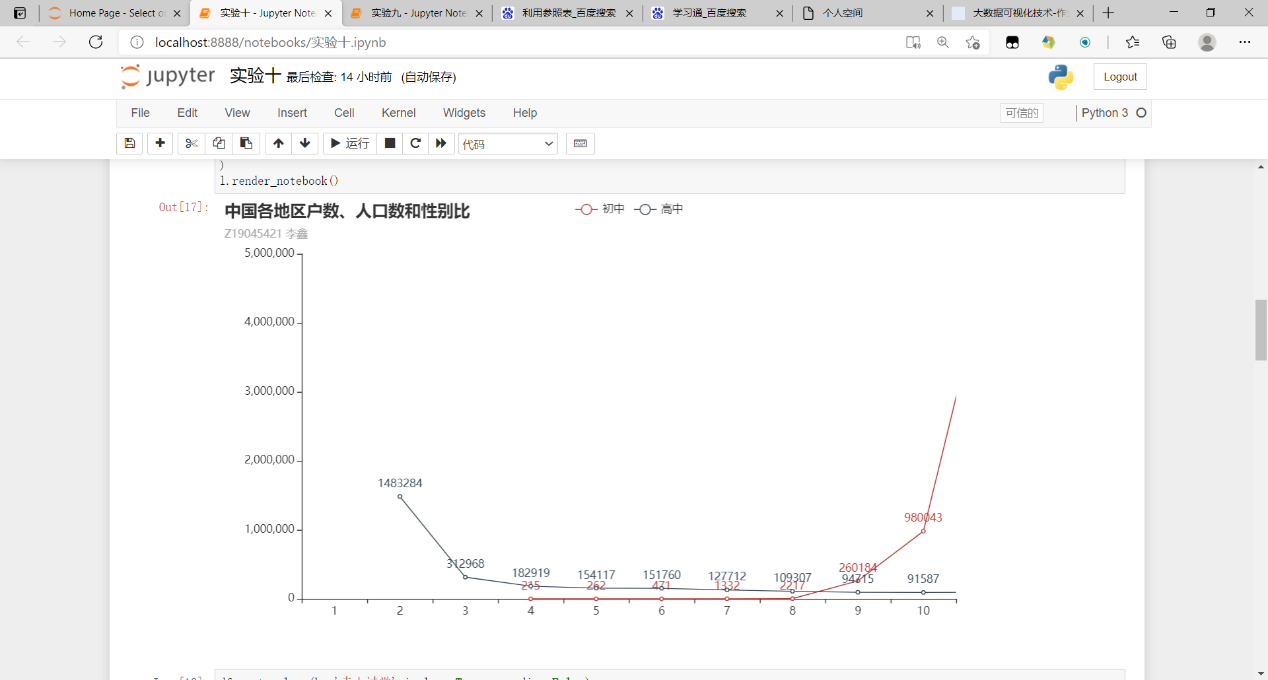 Home Page - Select o
实验十 - Jupyter Note
实验九 - Jupyter Note
利用参照表_百度搜索
学习通_百度搜索
个人空间
大数据可视化技术-作
localhost:8888/notebooks/实验十.ipynb
jupyter 实验十 最后检查: 14 小时前 (自动保存)
Logout
File Edit View Insert Cell Kernel Widgets Help
可信的
Python 3
运行
代码
)
l.render_notebook()
Out[17]:
中国各地区户数、人口数和性别比
初中 高中
Z19045421 李鑫
5,000,000
4,000,000
3,000,000
2,000,000
1,000,000
0
1483284
312968
182919
154117
151760
127712
109307
94715
91587
215
262
471
1332
2217
260184
980043
1 2 3 4 5 6 7 8 9 10